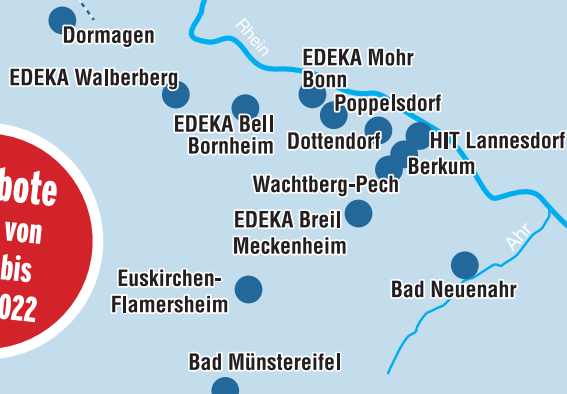 Dormagen
Rhein
EDEKA Mohr
Bonn
EDEKA Walberberg
Poppelsdorf
EDEKA Bell
Bornheim
Dottendorf
HIT Lannesdorf
Berkum
Wachtberg-Pech
EDEKA Breil
Meckenheim
Ahr
Euskirchen-
Flamersheim
Bad Neuenahr
Bad Münstereifel
bote
von
bis
022